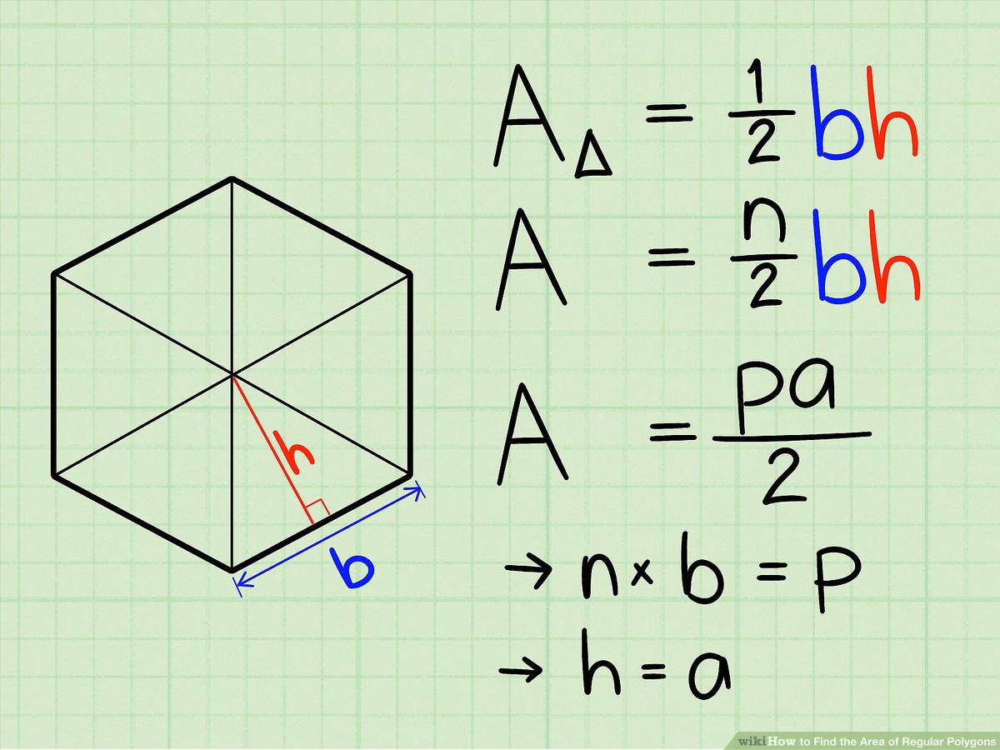 A△ = 1/2 bh
A = n/2 bh
A = pa/2
→ n × b = p
→ h = a
h
b
wikiHow to Find the Area of Regular Polygons